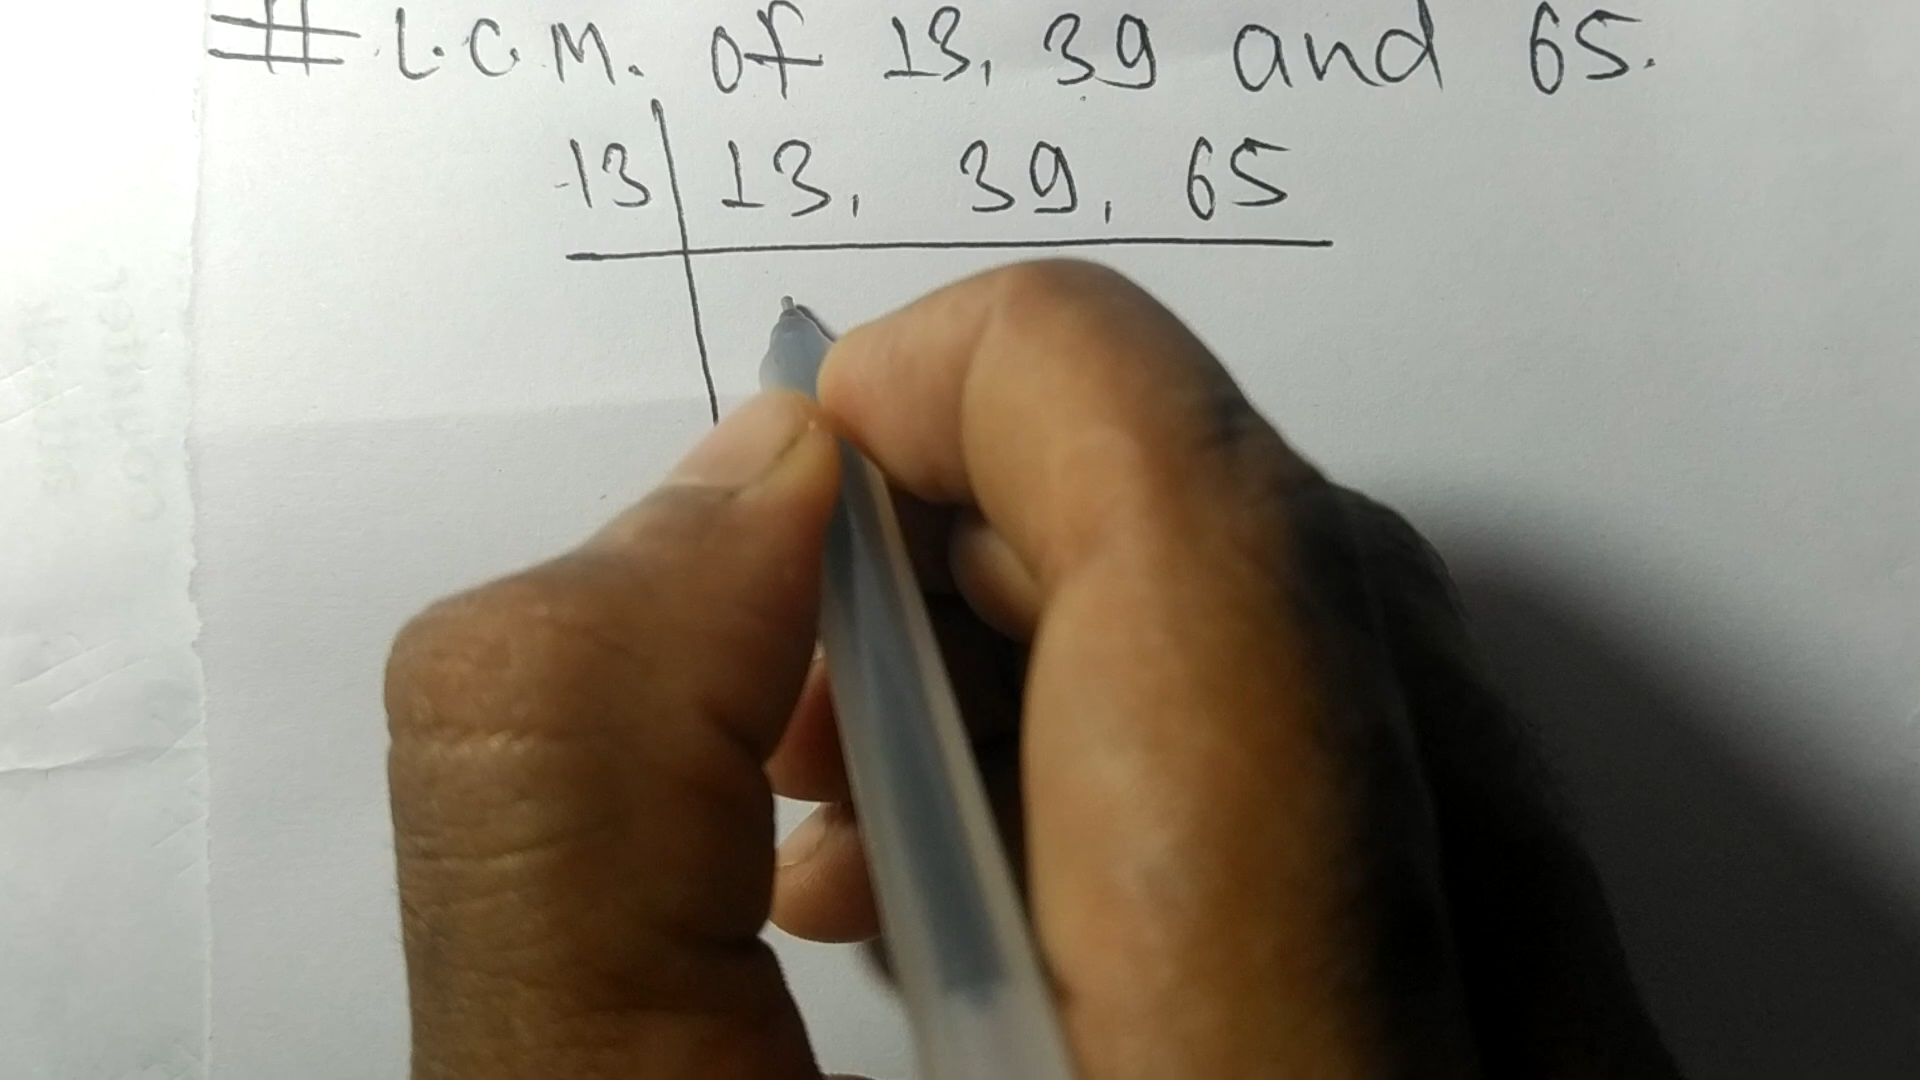 # L.C.M. of 13, 39 and 65.
13 | 13, 39, 65